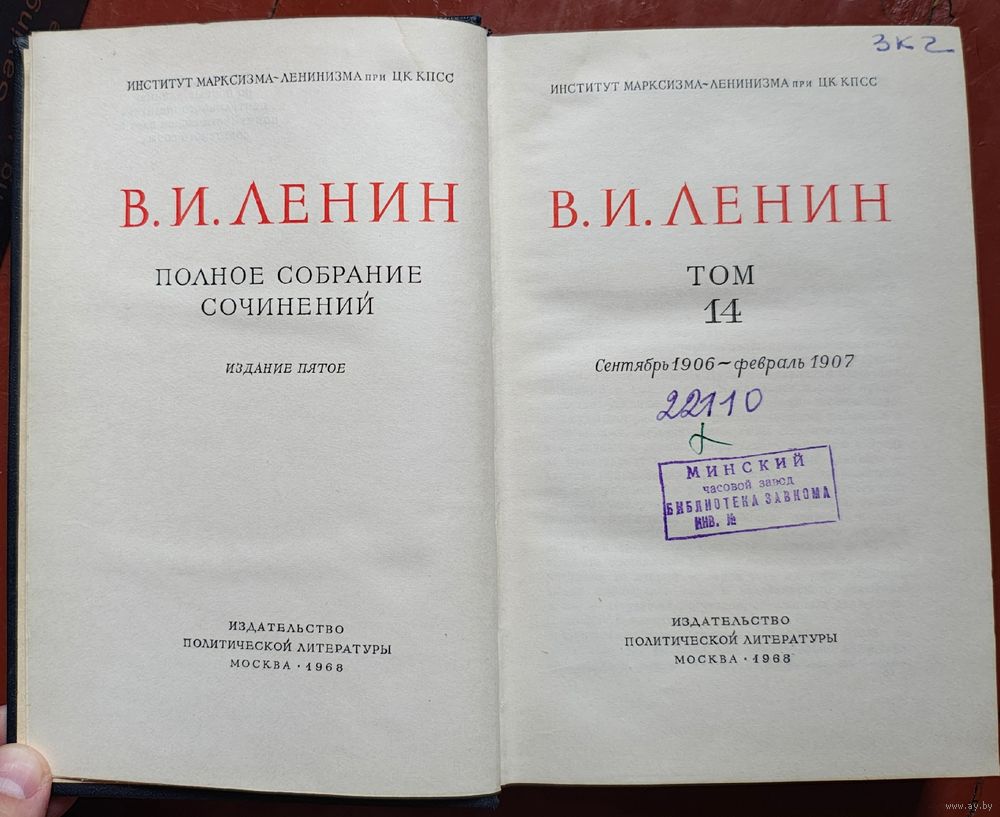 ИНСТИТУТ МАРКСИЗМА-ЛЕНИНИЗМА ПРИ ЦК КПСС
В. И. ЛЕНИН
ПОЛНОЕ СОБРАНИЕ
СОЧИНЕНИЙ
ИЗДАНИЕ ПЯТОЕ
ИЗДАТЕЛЬСТВО
ПОЛИТИЧЕСКОЙ ЛИТЕРАТУРЫ
МОСКВА · 1968
ЗК2
ИНСТИТУТ МАРКСИЗМА-ЛЕНИНИЗМА ПРИ ЦК КПСС
В. И. ЛЕНИН
ТОМ
14
Сентябрь 1906 ~ февраль 1907
22110
МИНСКИЙ
часовой завод
БИБЛИОТЕКА ЗАВКОМА
ИНВ. №
ИЗДАТЕЛЬСТВО
ПОЛИТИЧЕСКОЙ ЛИТЕРАТУРЫ
МОСКВА · 1968
www.ay.by